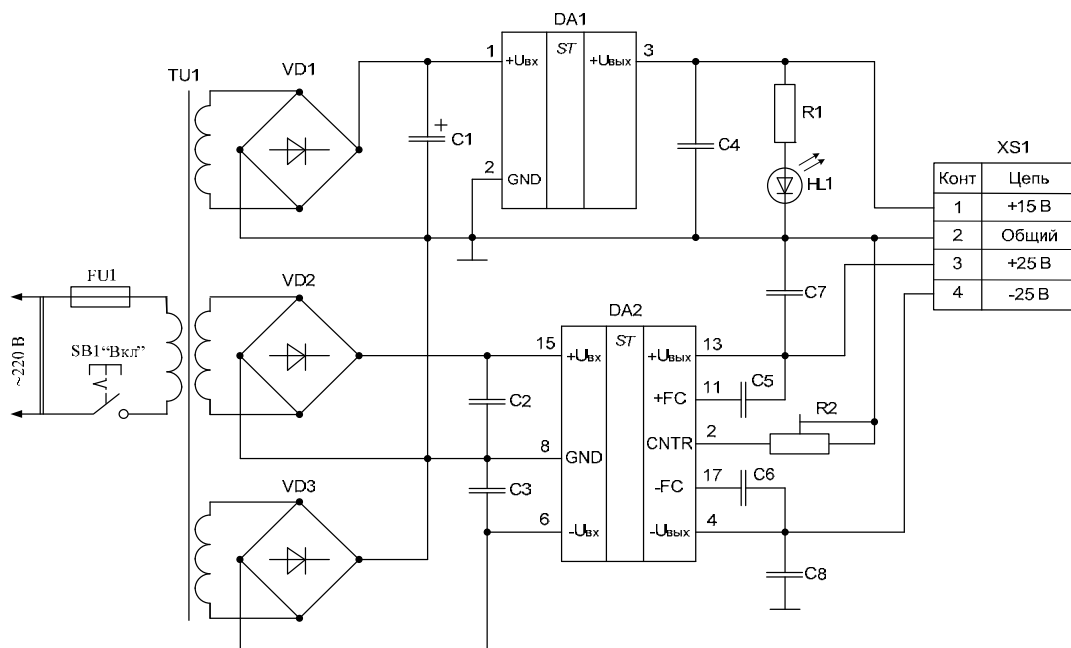 DA1
TU1
VD1
1
+Uвх
ST
+Uвых
3
C1
+
2
GND
C4
R1
HL1
XS1
Конт
Цепь
1
+15 В
2
Общий
3
+25 В
4
-25 В
FU1
SB1“Вкл”
~220 В
VD2
C7
DA2
15
+Uвх
ST
+Uвых
13
C5
11
+FC
C2
R2
CNTR
2
8
GND
C3
C6
17
-FC
VD3
6
-Uвх
-Uвых
4
C8